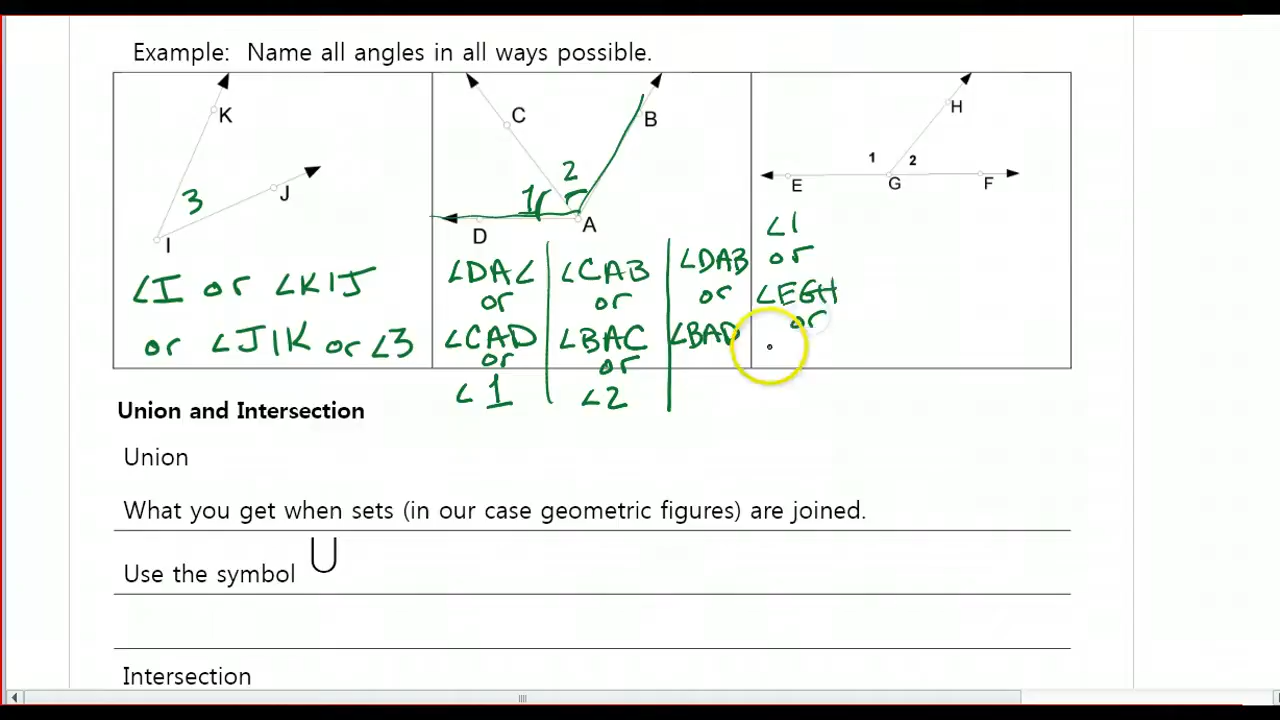 Example: Name all angles in all ways possible.
K
J
3
I
∠I or ∠KIJ
or ∠JIK or ∠3
C
B
2
1
A
D
∠DAC
or
∠CAD
or
∠1
∠CAB
or
∠BAC
or
∠2
∠DAB
or
∠BAD
H
1
2
E
G
F
∠1
or
∠EGH
or
Union and Intersection
Union
What you get when sets (in our case geometric figures) are joined.
Use the symbol U
Intersection